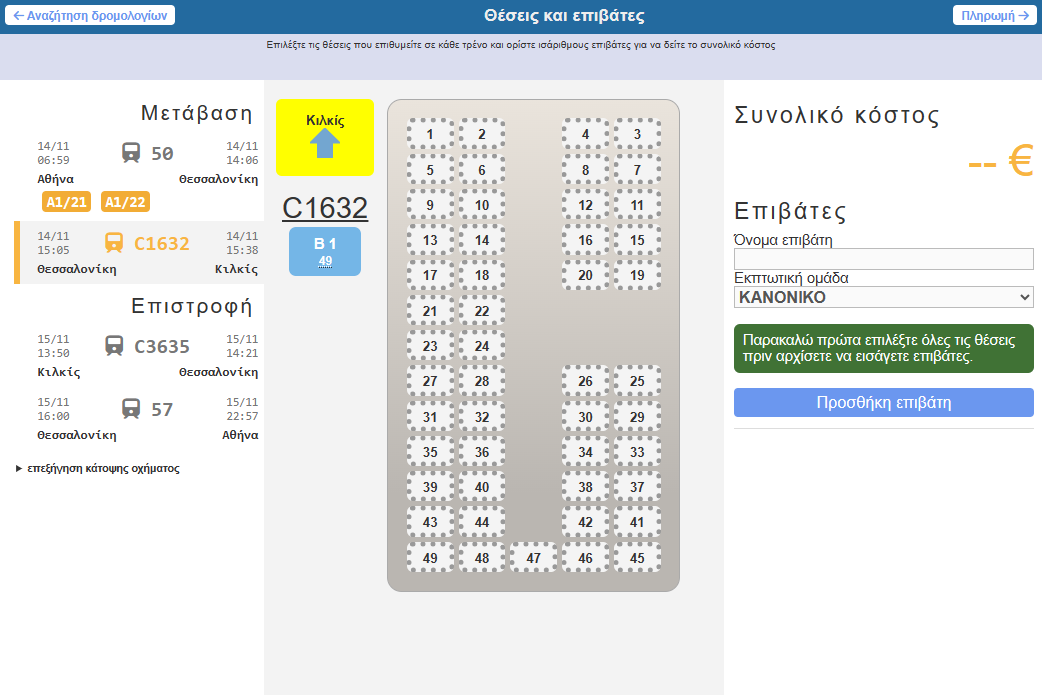 ← Αναζήτηση δρομολογίων
Θέσεις και επιβάτες
Πληρωμή →
Επιλέξτε τις θέσεις που επιθυμείτε σε κάθε τρένο και ορίστε ισάριθμους επιβάτες για να δείτε το συνολικό κόστος
Μετάβαση
14/11 50 14/11
06:59 14:06
Αθήνα Θεσσαλονίκη
A1/21 A1/22
14/11 C1632 14/11
15:05 15:38
Θεσσαλονίκη Κιλκίς
Επιστροφή
15/11 C3635 15/11
13:50 14:21
Κιλκίς Θεσσαλονίκη
15/11 57 15/11
16:00 22:57
Θεσσαλονίκη Αθήνα
▶ επεξήγηση κάτοψης οχήματος
Κιλκίς
C1632
B 1
49
1 2 4 3
5 6 8 7
9 10 12 11
13 14 16 15
17 18 20 19
21 22
23 24
27 28 26 25
31 32 30 29
35 36 34 33
39 40 38 37
43 44 42 41
49 48 47 46 45
Συνολικό κόστος
-- €
Επιβάτες
Όνομα επιβάτη
Εκπτωτική ομάδα
ΚΑΝΟΝΙΚΟ
Παρακαλώ πρώτα επιλέξτε όλες τις θέσεις
πριν αρχίσετε να εισάγετε επιβάτες.
Προσθήκη επιβάτη